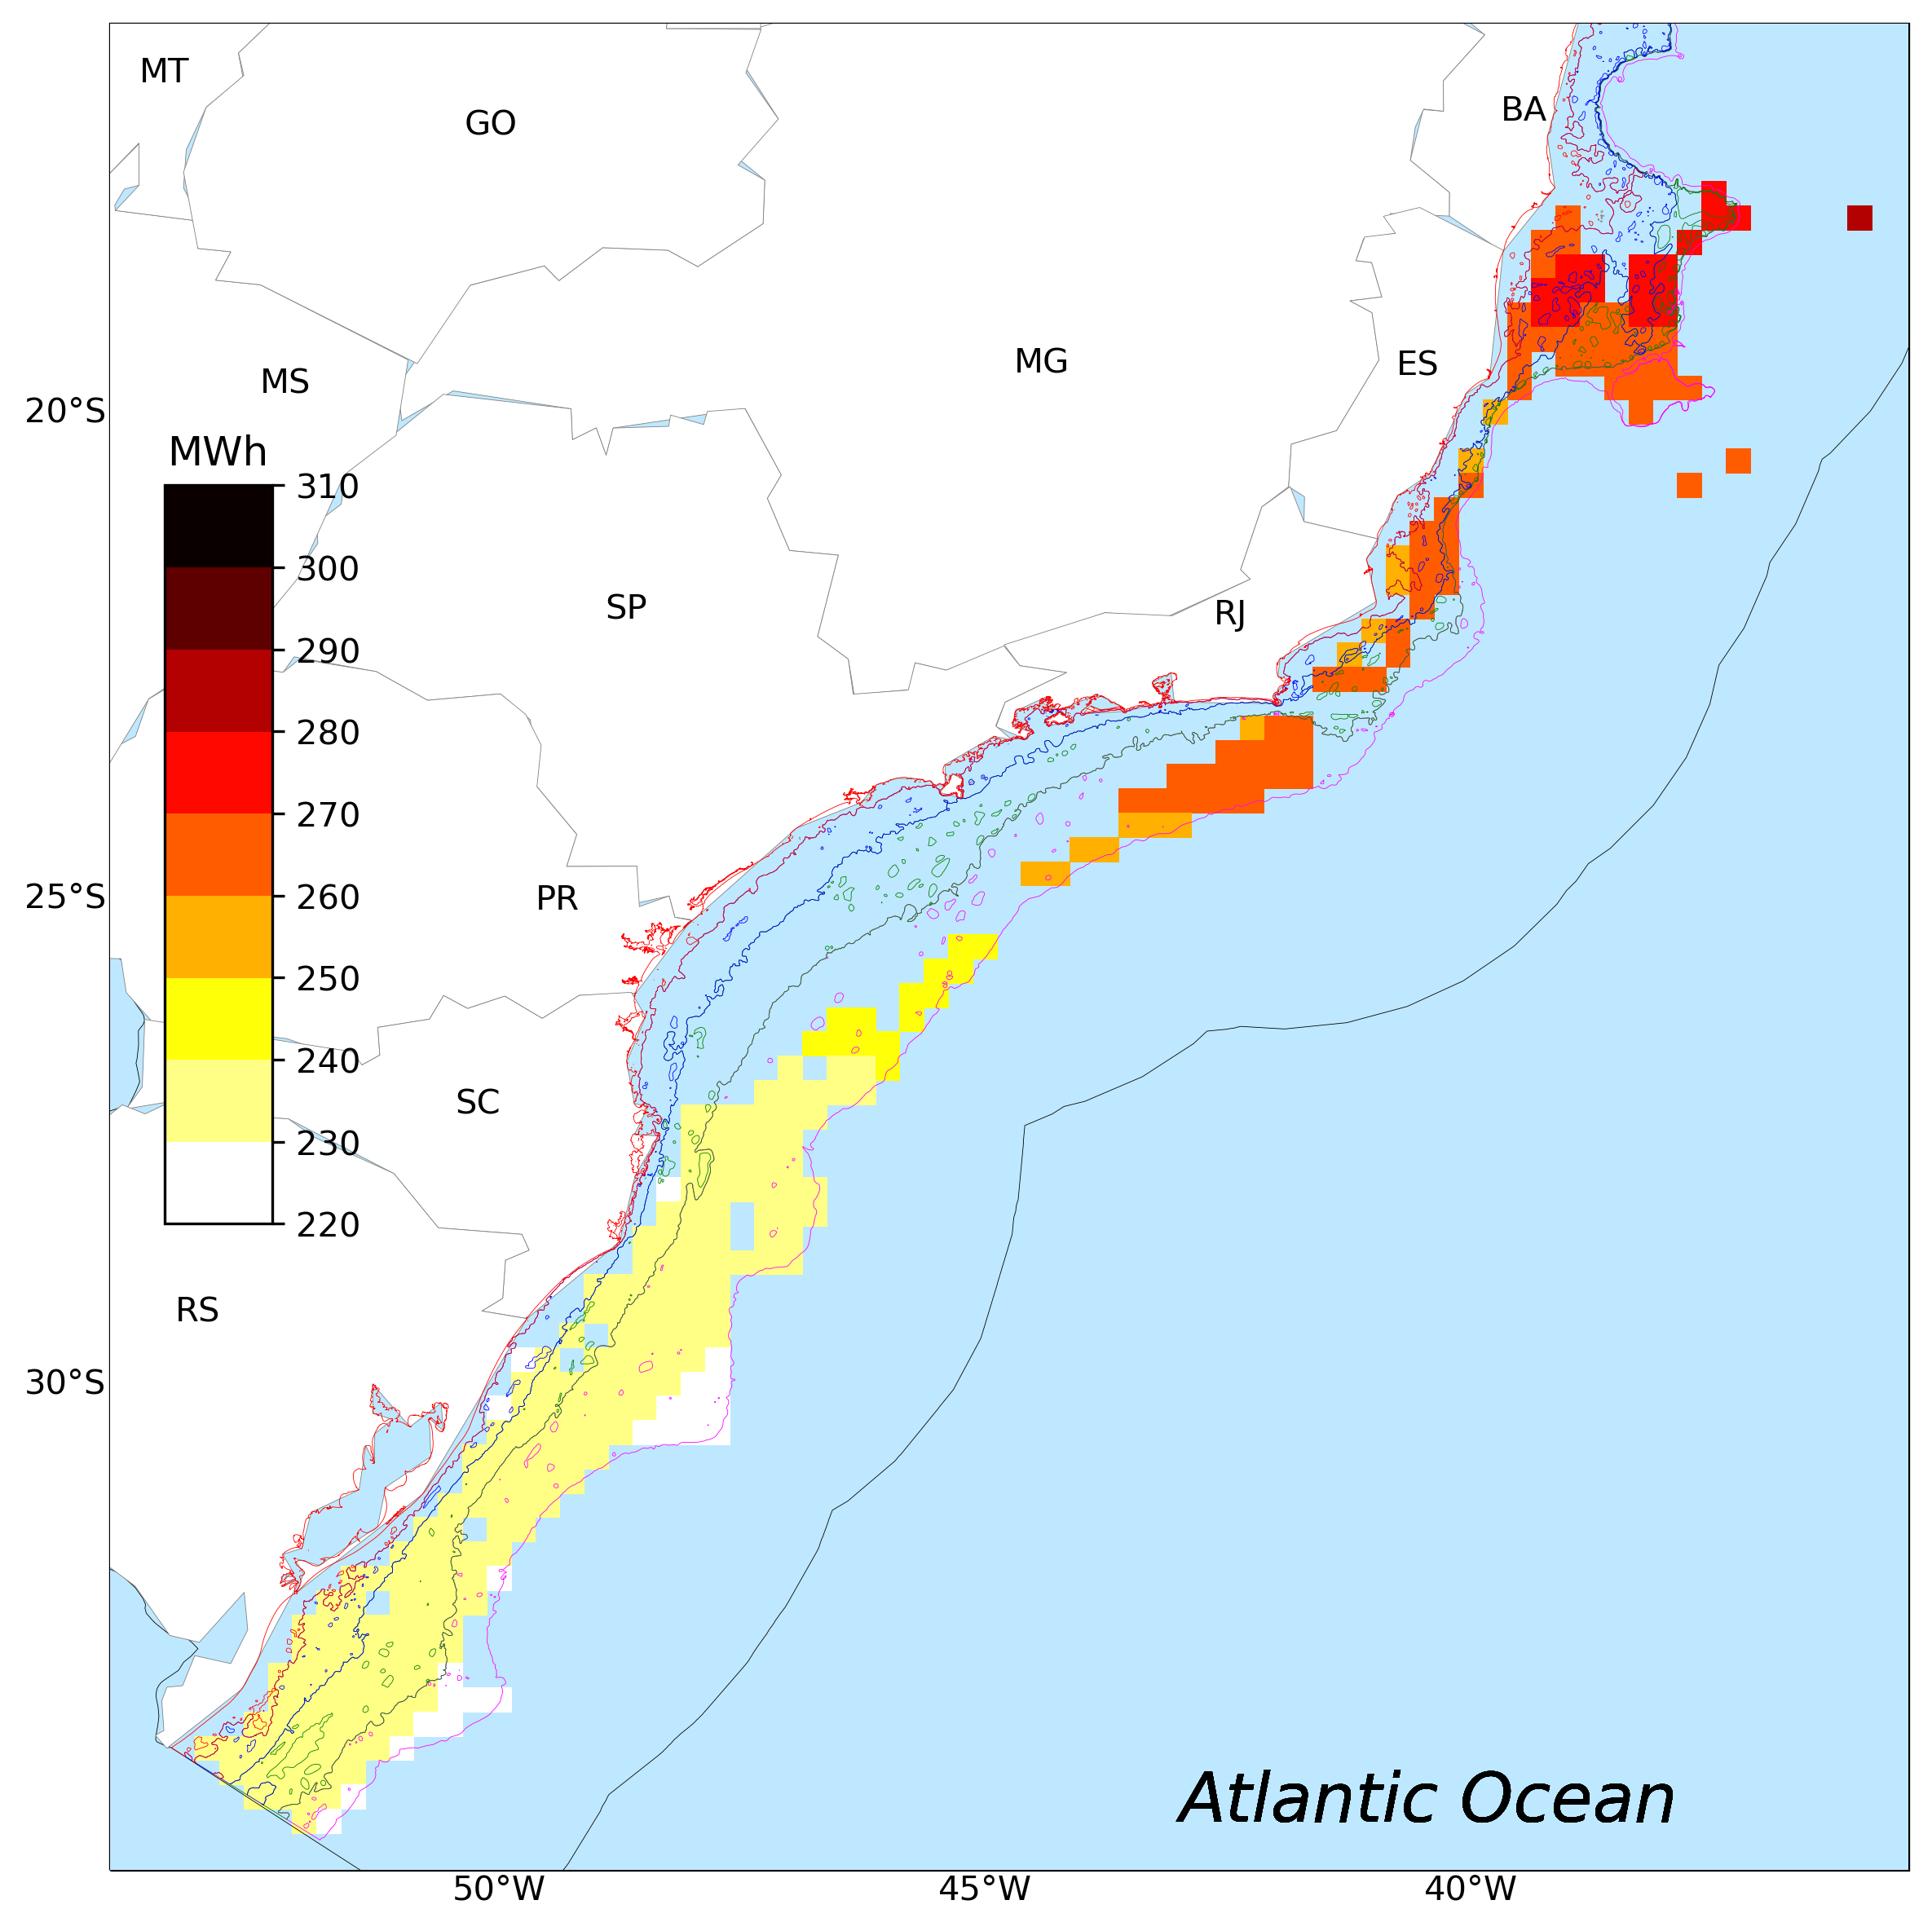 MT
GO
BA
MS
MG
ES
20°S
MWh
310
300
290
280
270
260
250
240
230
220
SP
RJ
25°S
PR
SC
RS
30°S
Atlantic Ocean
50°W
45°W
40°W